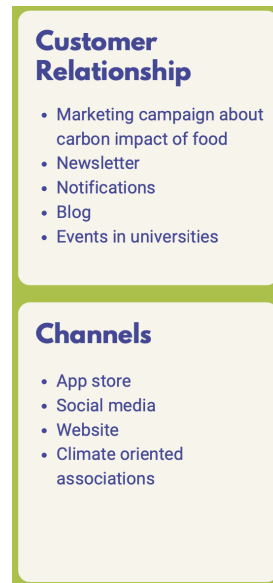 Customer
Relationship
• Marketing campaign about
carbon impact of food
• Newsletter
• Notifications
• Blog
• Events in universities
Channels
• App store
• Social media
• Website
• Climate oriented
associations